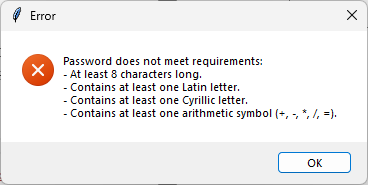 Error
Password does not meet requirements:
- At least 8 characters long.
- Contains at least one Latin letter.
- Contains at least one Cyrillic letter.
- Contains at least one arithmetic symbol (+, -, *, /, =).
OK